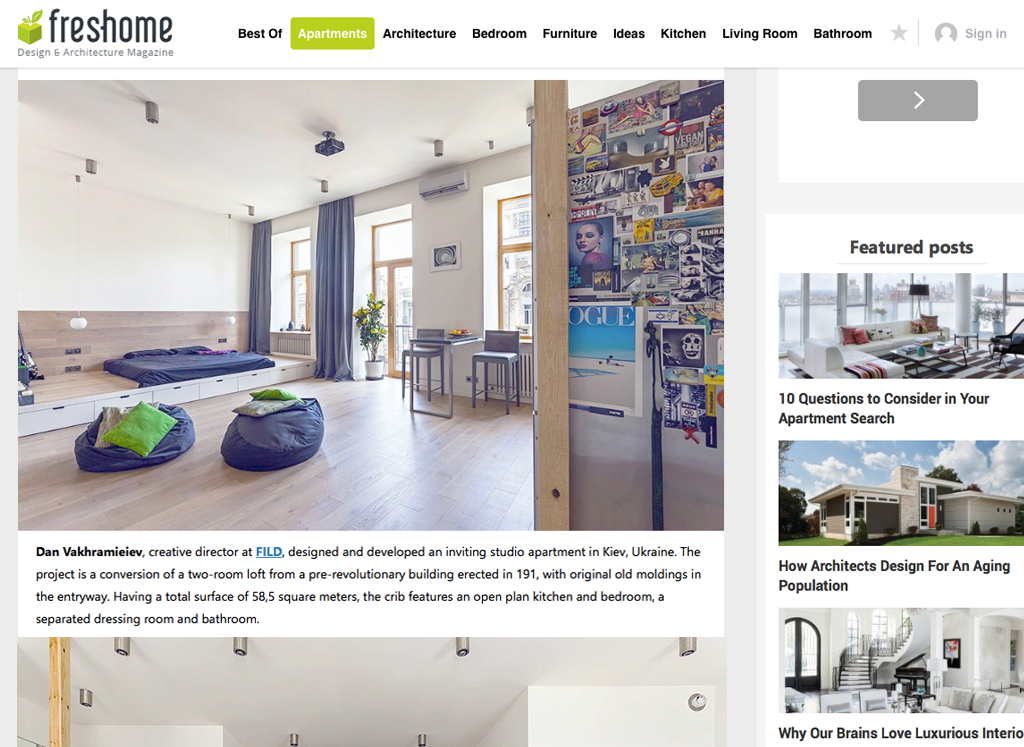 freshome
Design & Architecture Magazine
Best Of Apartments Architecture Bedroom Furniture Ideas Kitchen Living Room Bathroom Sign in
VEGAN
VOGUE
Dan Vakhramieiev, creative director at FILD, designed and developed an inviting studio apartment in Kiev, Ukraine. The
project is a conversion of a two-room loft from a pre-revolutionary building erected in 191, with original old moldings in
the entryway. Having a total surface of 58,5 square meters, the crib features an open plan kitchen and bedroom, a
separated dressing room and bathroom.
Featured posts
10 Questions to Consider in Your
Apartment Search
How Architects Design For An Aging
Population
Why Our Brains Love Luxurious Interio